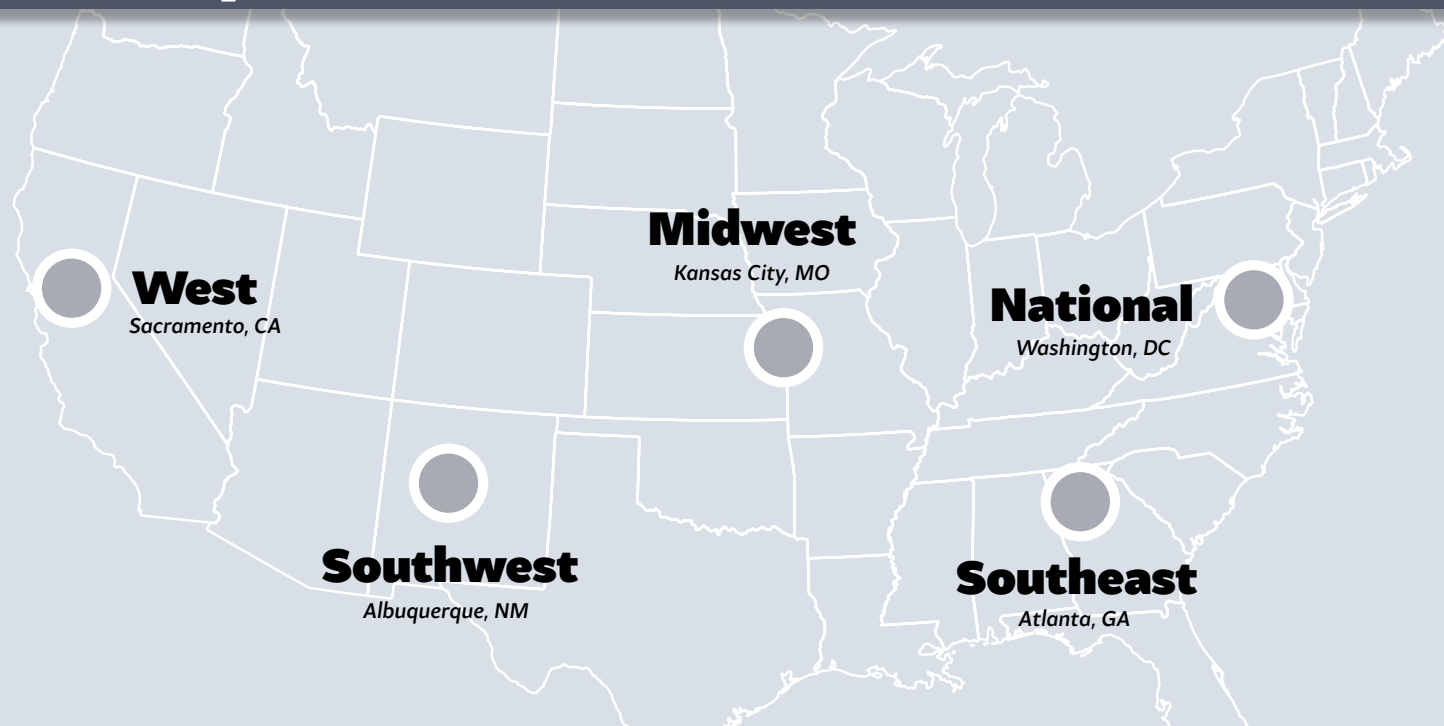 Midwest
Kansas City, MO
West
Sacramento, CA
National
Washington, DC
Southwest
Albuquerque, NM
Southeast
Atlanta, GA